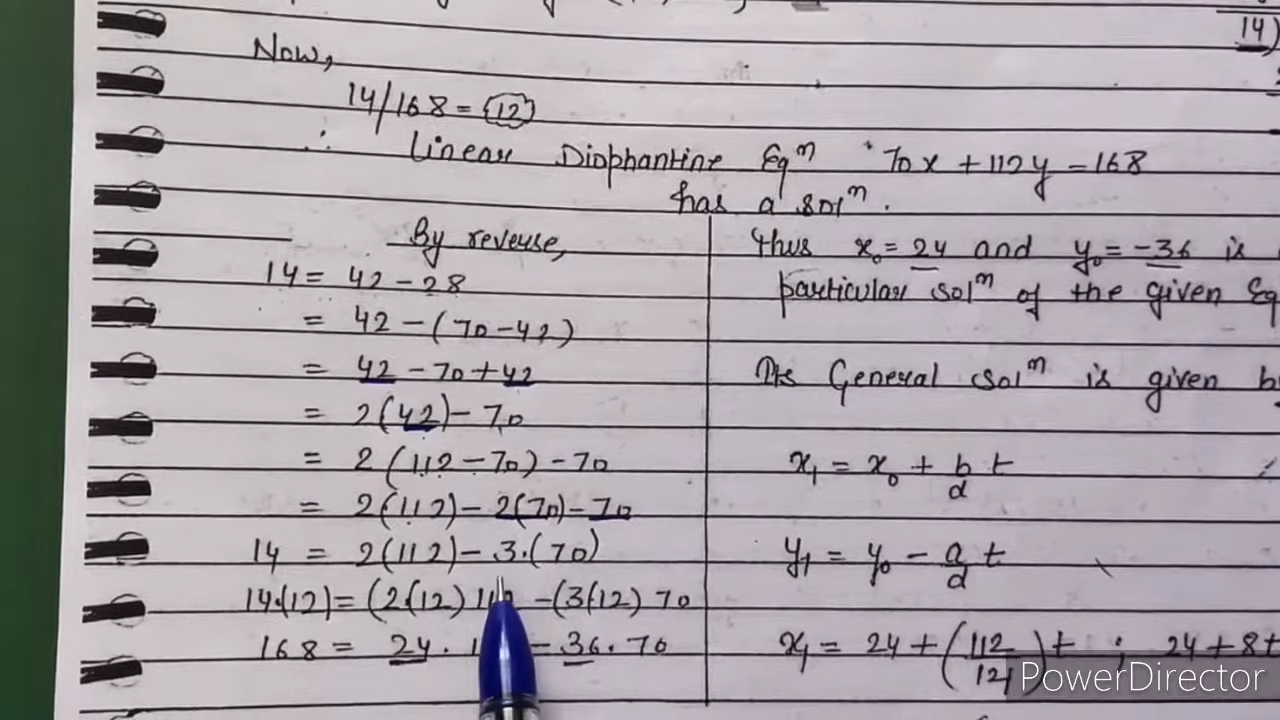 14)
Now,
14/168 = 12
∴ Linear Diophantine Eqⁿ 70x + 112y = 168
has a solⁿ.
By reverse,
14 = 42 - 28
= 42 - (70 - 42)
= 42 - 70 + 42
= 2(42) - 70
= 2(112 - 70) - 70
= 2(112) - 2(70) - 70
14 = 2(112) - 3·(70)
14·(12) = (2(12) 11 - (3(12) 70
168 = 24 · 1 - 36 · 70
thus x₀ = 24 and y₀ = -36 is
particular solⁿ of the given Eq
Its General solⁿ is given b
x₁ = x₀ + b/d t
y₁ = y₀ - a/d t
x₁ = 24 + (112/ )t ; 24 + 8t
PowerDirector